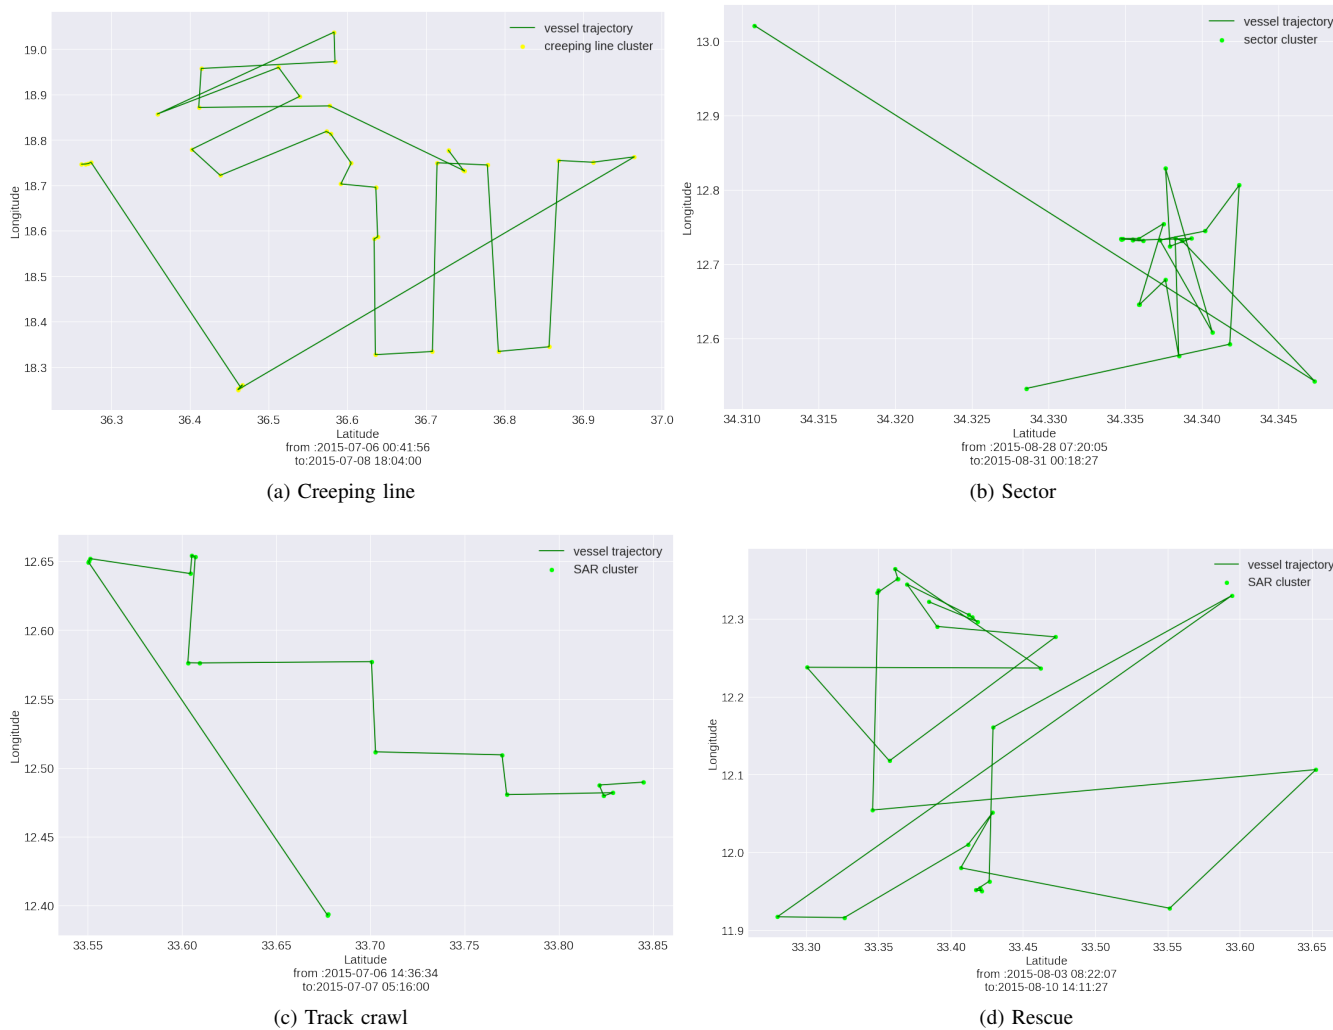 vessel trajectory
creeping line cluster
19.0
18.9
18.8
18.7
18.6
18.5
18.4
18.3
Longitude
36.3 36.4 36.5 36.6 36.7 36.8 36.9 37.0
Latitude
from :2015-07-06 00:41:56
to:2015-07-08 18:04:00
(a) Creeping line
vessel trajectory
sector cluster
13.0
12.9
12.8
12.7
12.6
Longitude
34.310 34.315 34.320 34.325 34.330 34.335 34.340 34.345
Latitude
from :2015-08-28 07:20:05
to:2015-08-31 00:18:27
(b) Sector
vessel trajectory
SAR cluster
12.65
12.60
12.55
12.50
12.45
12.40
Longitude
33.55 33.60 33.65 33.70 33.75 33.80 33.85
Latitude
from :2015-07-06 14:36:34
to:2015-07-07 05:16:00
(c) Track crawl
vessel trajectory
SAR cluster
12.3
12.2
12.1
12.0
11.9
Longitude
33.30 33.35 33.40 33.45 33.50 33.55 33.60 33.65
Latitude
from :2015-08-03 08:22:07
to:2015-08-10 14:11:27
(d) Rescue